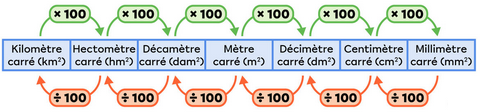 × 100 × 100 × 100 × 100 × 100 × 100
Kilomètre Hectomètre Décamètre Mètre Décimètre Centimètre Millimètre
carré (km²) carré (hm²) carré (dam²) carré (m²) carré (dm²) carré (cm²) carré (mm²)
÷ 100 ÷ 100 ÷ 100 ÷ 100 ÷ 100 ÷ 100